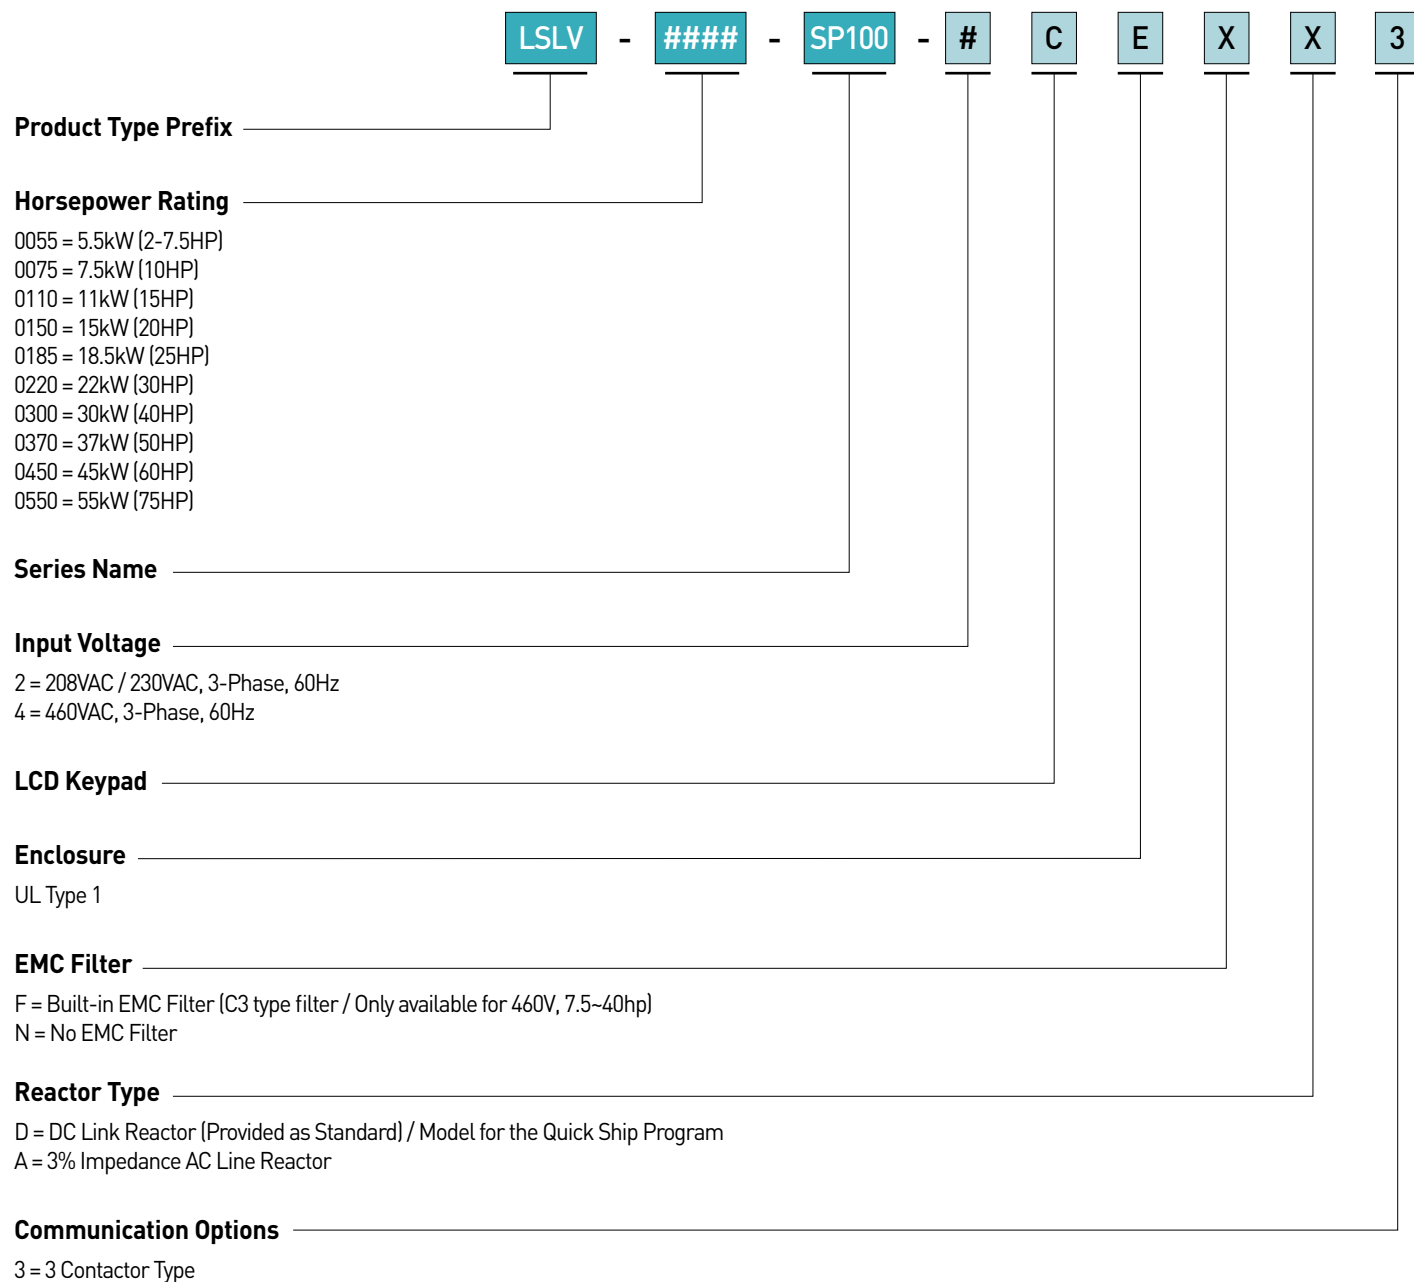 LSLV - #### - SP100 - # C E X X 3
Product Type Prefix
Horsepower Rating
0055 = 5.5kW (2-7.5HP)
0075 = 7.5kW (10HP)
0110 = 11kW (15HP)
0150 = 15kW (20HP)
0185 = 18.5kW (25HP)
0220 = 22kW (30HP)
0300 = 30kW (40HP)
0370 = 37kW (50HP)
0450 = 45kW (60HP)
0550 = 55kW (75HP)
Series Name
Input Voltage
2 = 208VAC / 230VAC, 3-Phase, 60Hz
4 = 460VAC, 3-Phase, 60Hz
LCD Keypad
Enclosure
UL Type 1
EMC Filter
F = Built-in EMC Filter (C3 type filter / Only available for 460V, 7.5~40hp)
N = No EMC Filter
Reactor Type
D = DC Link Reactor (Provided as Standard) / Model for the Quick Ship Program
A = 3% Impedance AC Line Reactor
Communication Options
3 = 3 Contactor Type